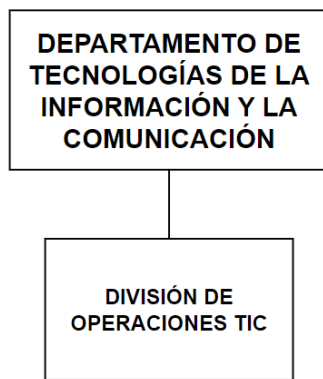 DEPARTAMENTO DE
TECNOLOGÍAS DE LA
INFORMACIÓN Y LA
COMUNICACIÓN
DIVISIÓN DE
OPERACIONES TIC